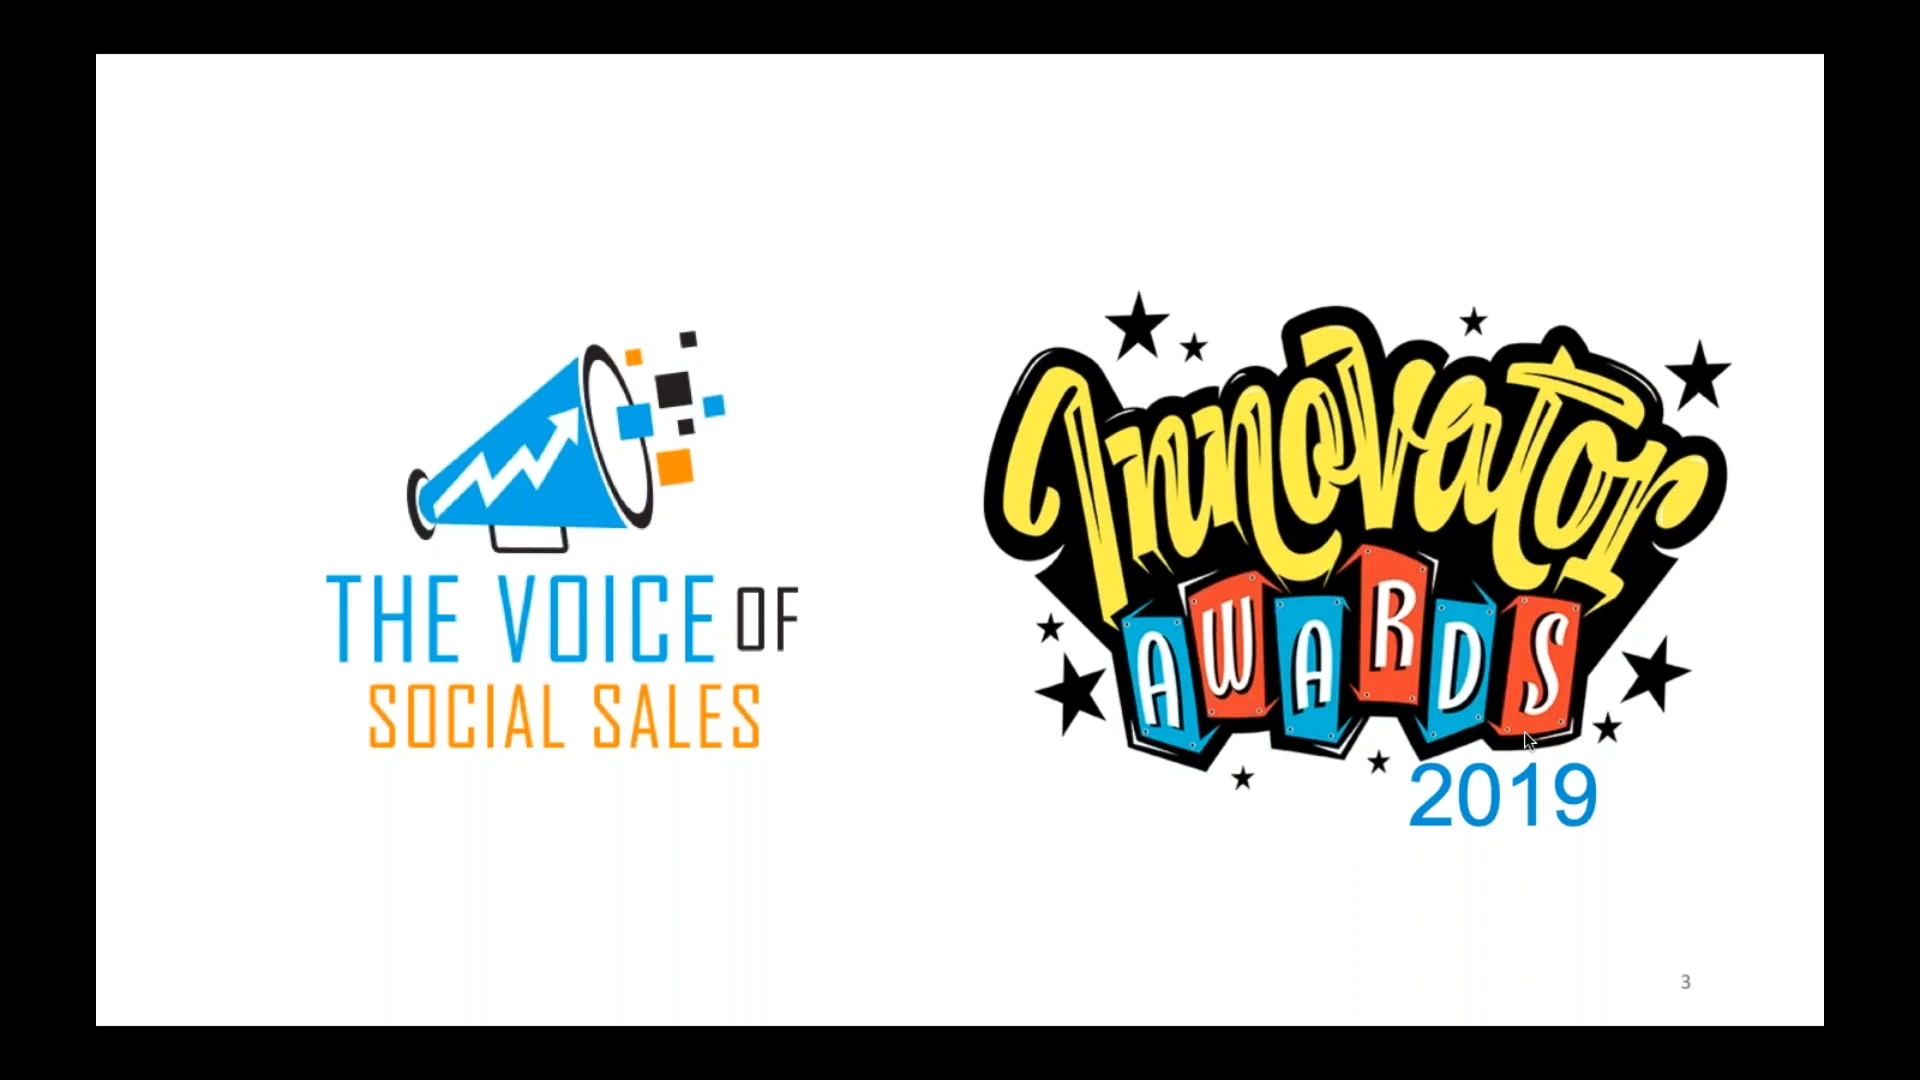 THE VOICE OF
SOCIAL SALES
Innovator
AWARDS
2019
3